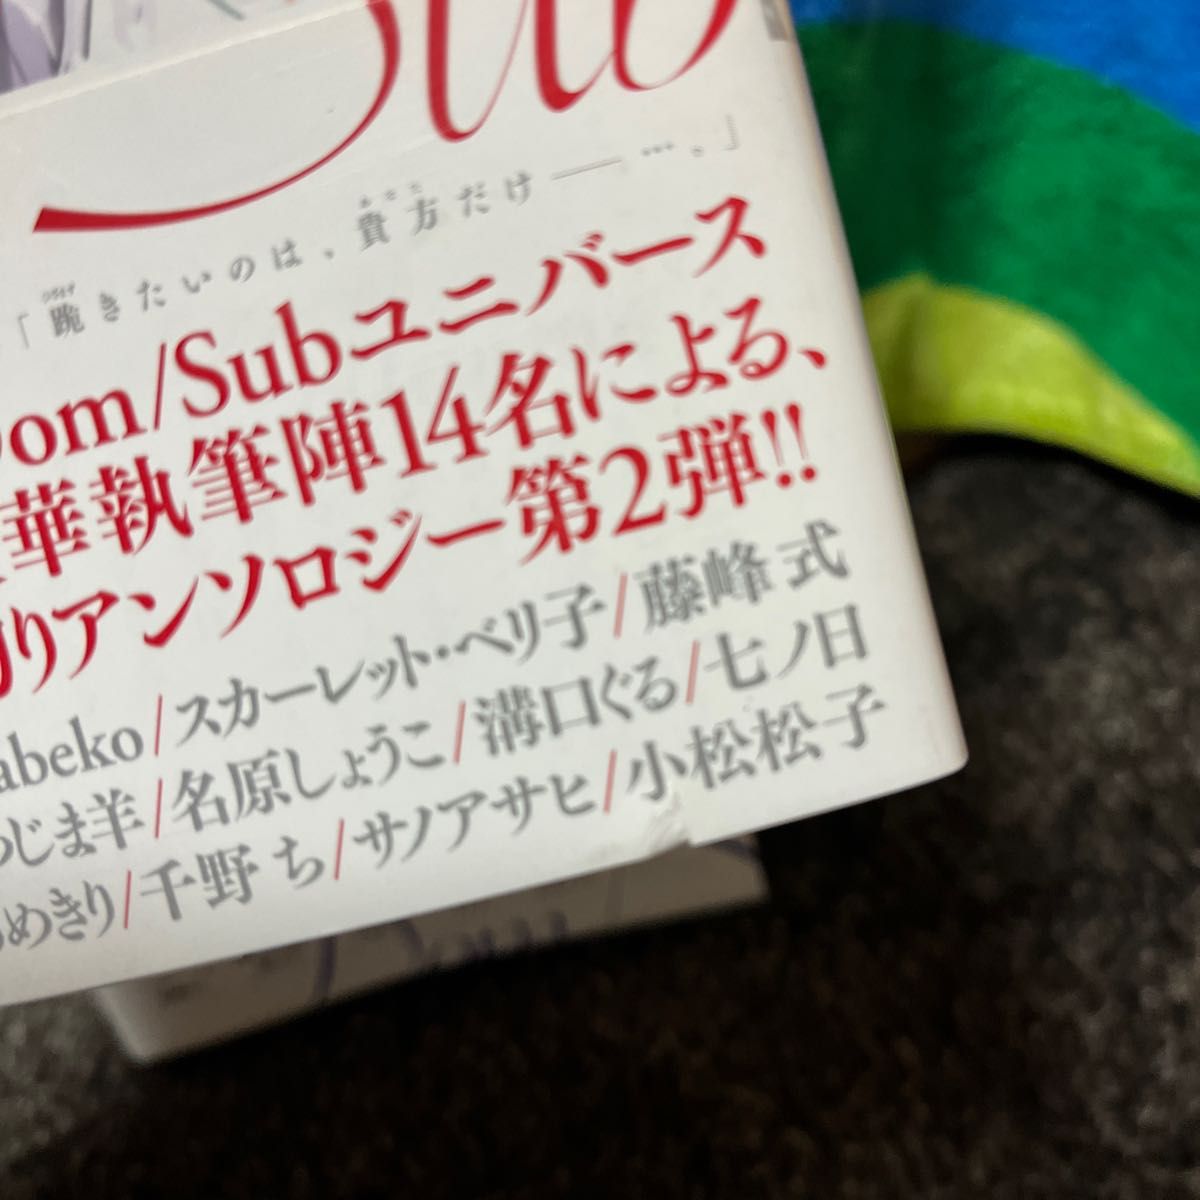 Sub
「跪きたいのは、貴方だけ――…。」
om/Subユニバース
華執筆陣14名による、
りアンソロジー第2弾!!
abeko/スカーレット・ベリ子/藤峰式
じま羊/名原しょうこ/溝口ぐる/七ノ日
めきり/千野ち/サノアサヒ/小松松子